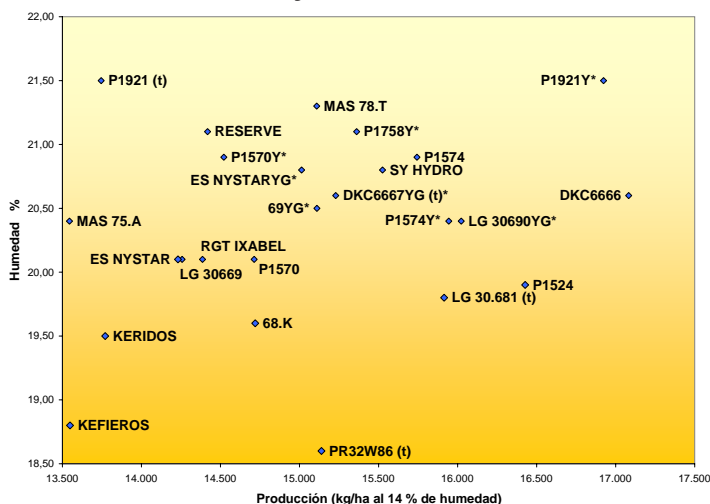 22,00
21,50
21,00
20,50
20,00
19,50
19,00
18,50
Humedad %
P1921 (t)
P1921Y*
MAS 78.T
RESERVE
P1758Y*
P1570Y*
P1574
ES NYSTARYG*
SY HYDRO
DKC6667YG (t)*
DKC6666
69YG*
MAS 75.A
P1574Y*
LG 30690YG*
RGT IXABEL
ES NYSTAR
LG 30669
P1570
P1524
LG 30.681 (t)
68.K
KERIDOS
KEFIEROS
PR32W86 (t)
13.500 14.000 14.500 15.000 15.500 16.000 16.500 17.000 17.500
Producción (kg/ha al 14 % de humedad)